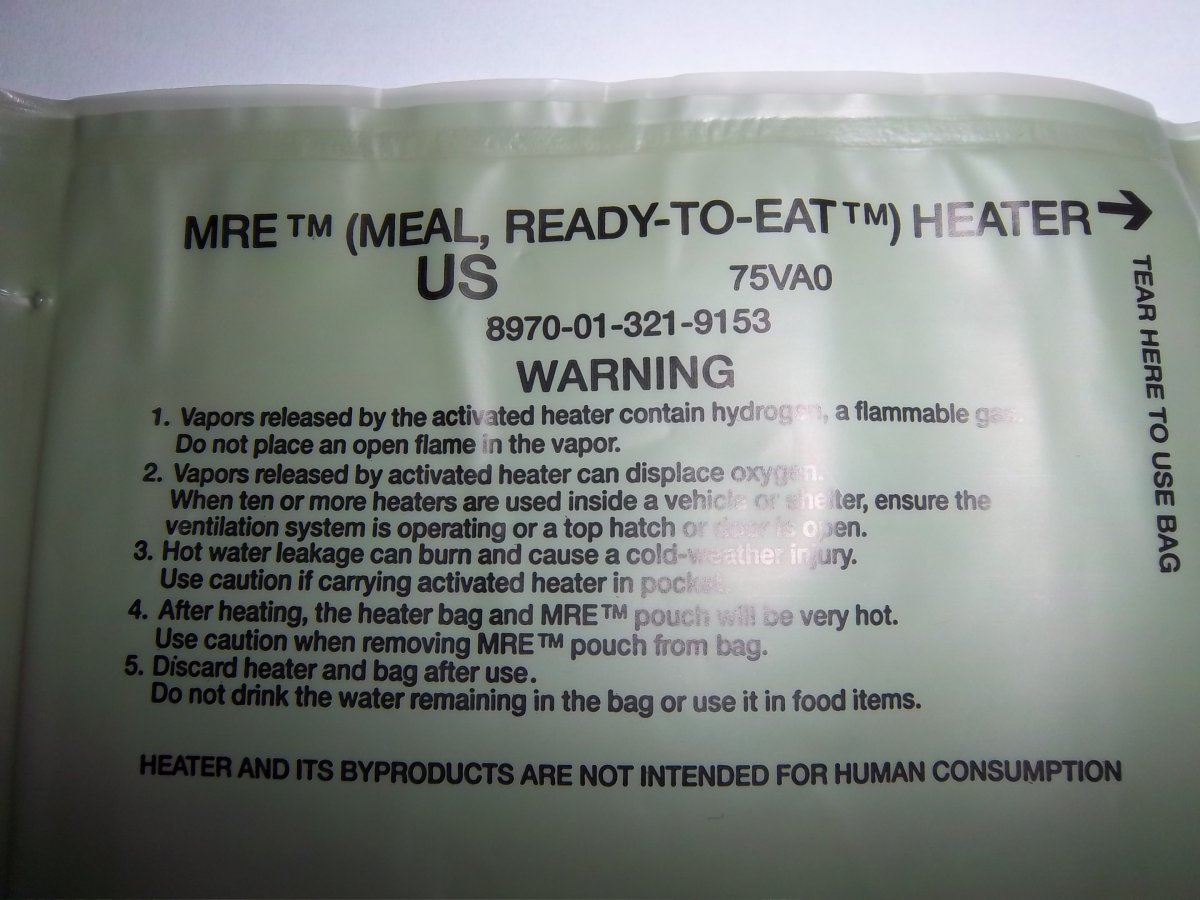 MRE™ (MEAL, READY-TO-EAT™) HEATER →
US 75VA0
8970-01-321-9153
WARNING
1. Vapors released by the activated heater contain hydrogen, a flammable gas.
Do not place an open flame in the vapor.
2. Vapors released by activated heater can displace oxygen.
When ten or more heaters are used inside a vehicle or shelter, ensure the
ventilation system is operating or a top hatch or door is open.
3. Hot water leakage can burn and cause a cold-weather injury.
Use caution if carrying activated heater in pocket.
4. After heating, the heater bag and MRE™ pouch will be very hot.
Use caution when removing MRE™ pouch from bag.
5. Discard heater and bag after use.
Do not drink the water remaining in the bag or use it in food items.
HEATER AND ITS BYPRODUCTS ARE NOT INTENDED FOR HUMAN CONSUMPTION
TEAR HERE TO USE BAG